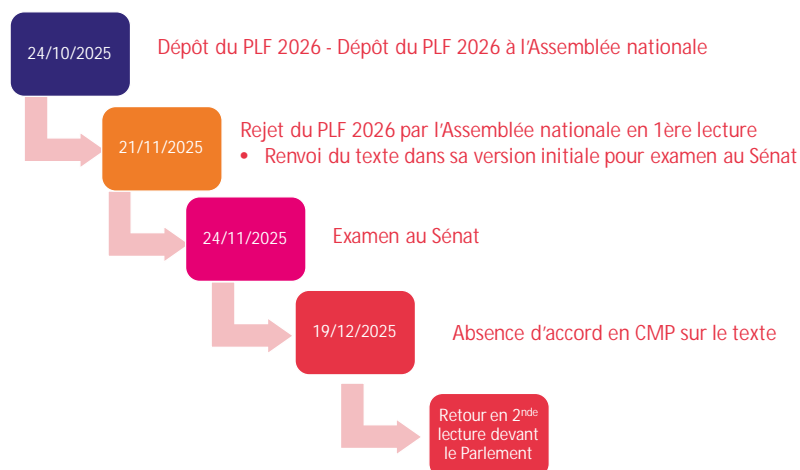 24/10/2025
Dépôt du PLF 2026 - Dépôt du PLF 2026 à l'Assemblée nationale
21/11/2025
Rejet du PLF 2026 par l'Assemblée nationale en 1ère lecture
• Renvoi du texte dans sa version initiale pour examen au Sénat
24/11/2025
Examen au Sénat
19/12/2025
Absence d'accord en CMP sur le texte
Retour en 2nde
lecture devant
le Parlement